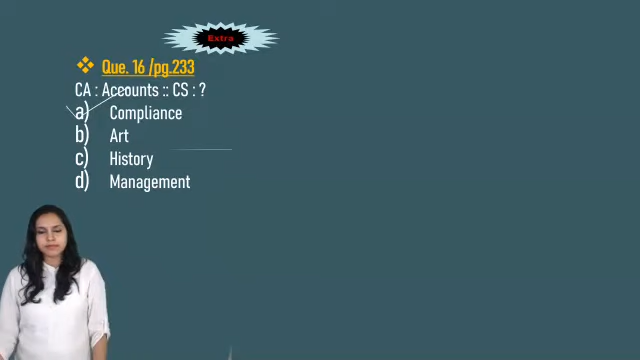 Extra
❖ Que. 16 /pg.233
CA : Accounts :: CS : ?
a) Compliance
b) Art
c) History
d) Management